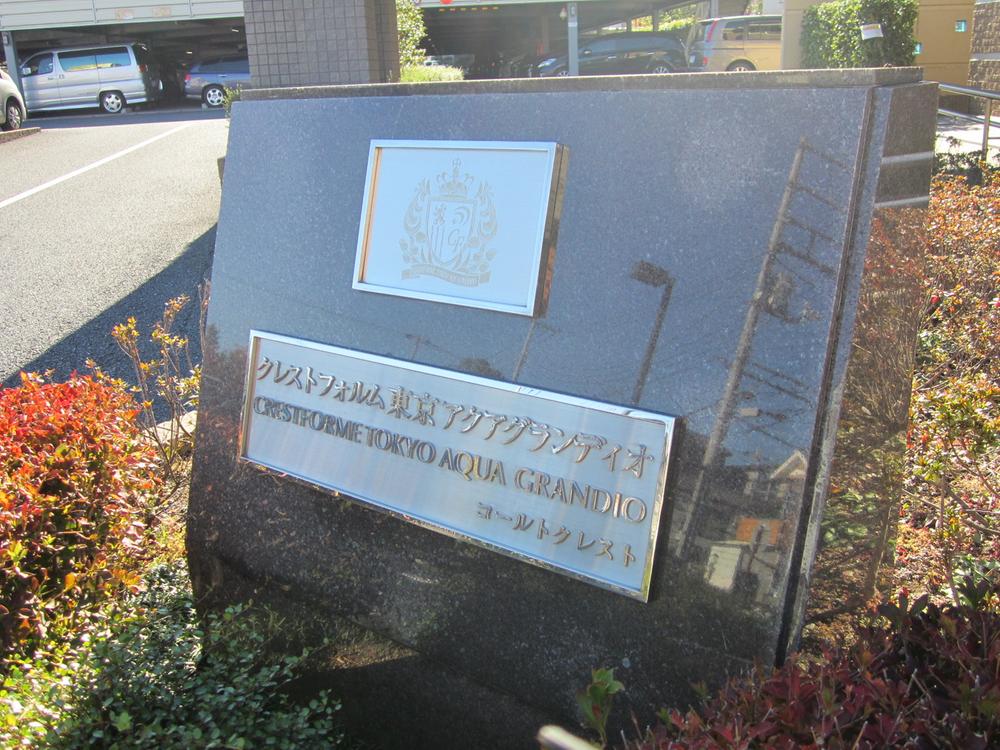 クレストフォルム東京アクアグランディオ
CRESTFORME TOKYO AQUA GRANDIO
コールトクレスト